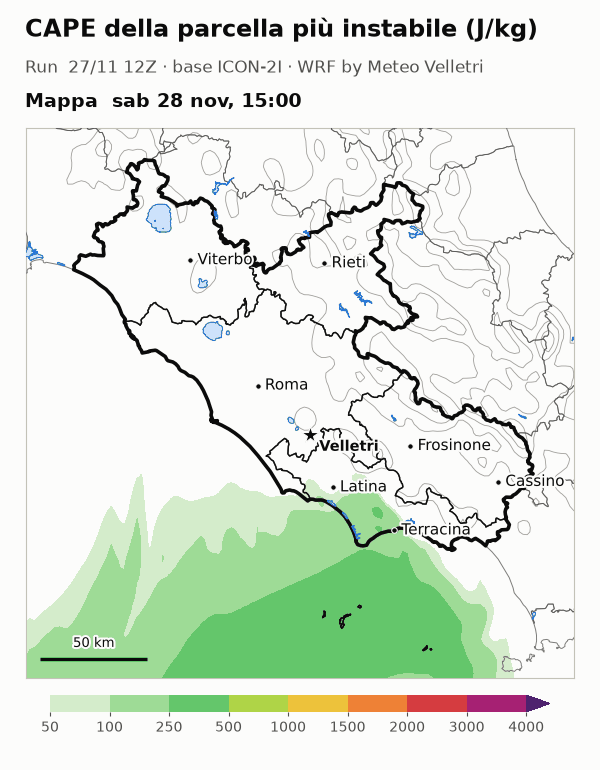 CAPE della parcella più instabile (J/kg)
Run  27/11 12Z · base ICON-2I · WRF by Meteo Velletri
Mappa  sab 28 nov, 15:00
Viterbo
Rieti
Roma
Velletri
Frosinone
Latina
Cassino
Terracina
50 km
50 100 250 500 1000 1500 2000 3000 4000